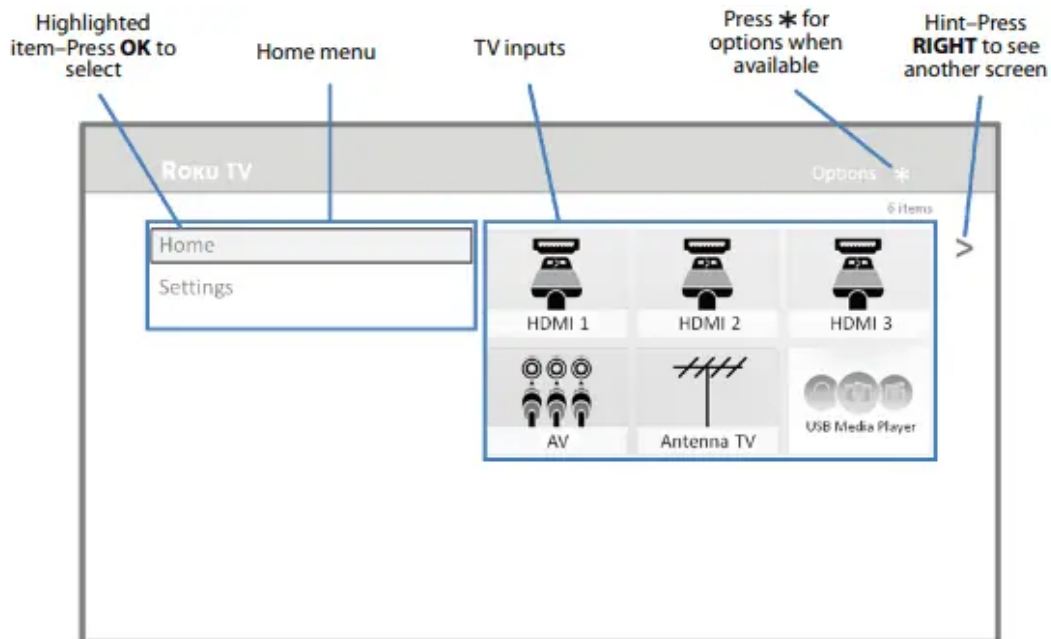 Highlighted
item–Press OK to
select
Home menu
TV inputs
Press * for
options when
available
Hint–Press
RIGHT to see
another screen
ROKU TV
Options *
6 items
Home
Settings
>
HDMI 1
HDMI 2
HDMI 3
AV
Antenna TV
USB Media Player